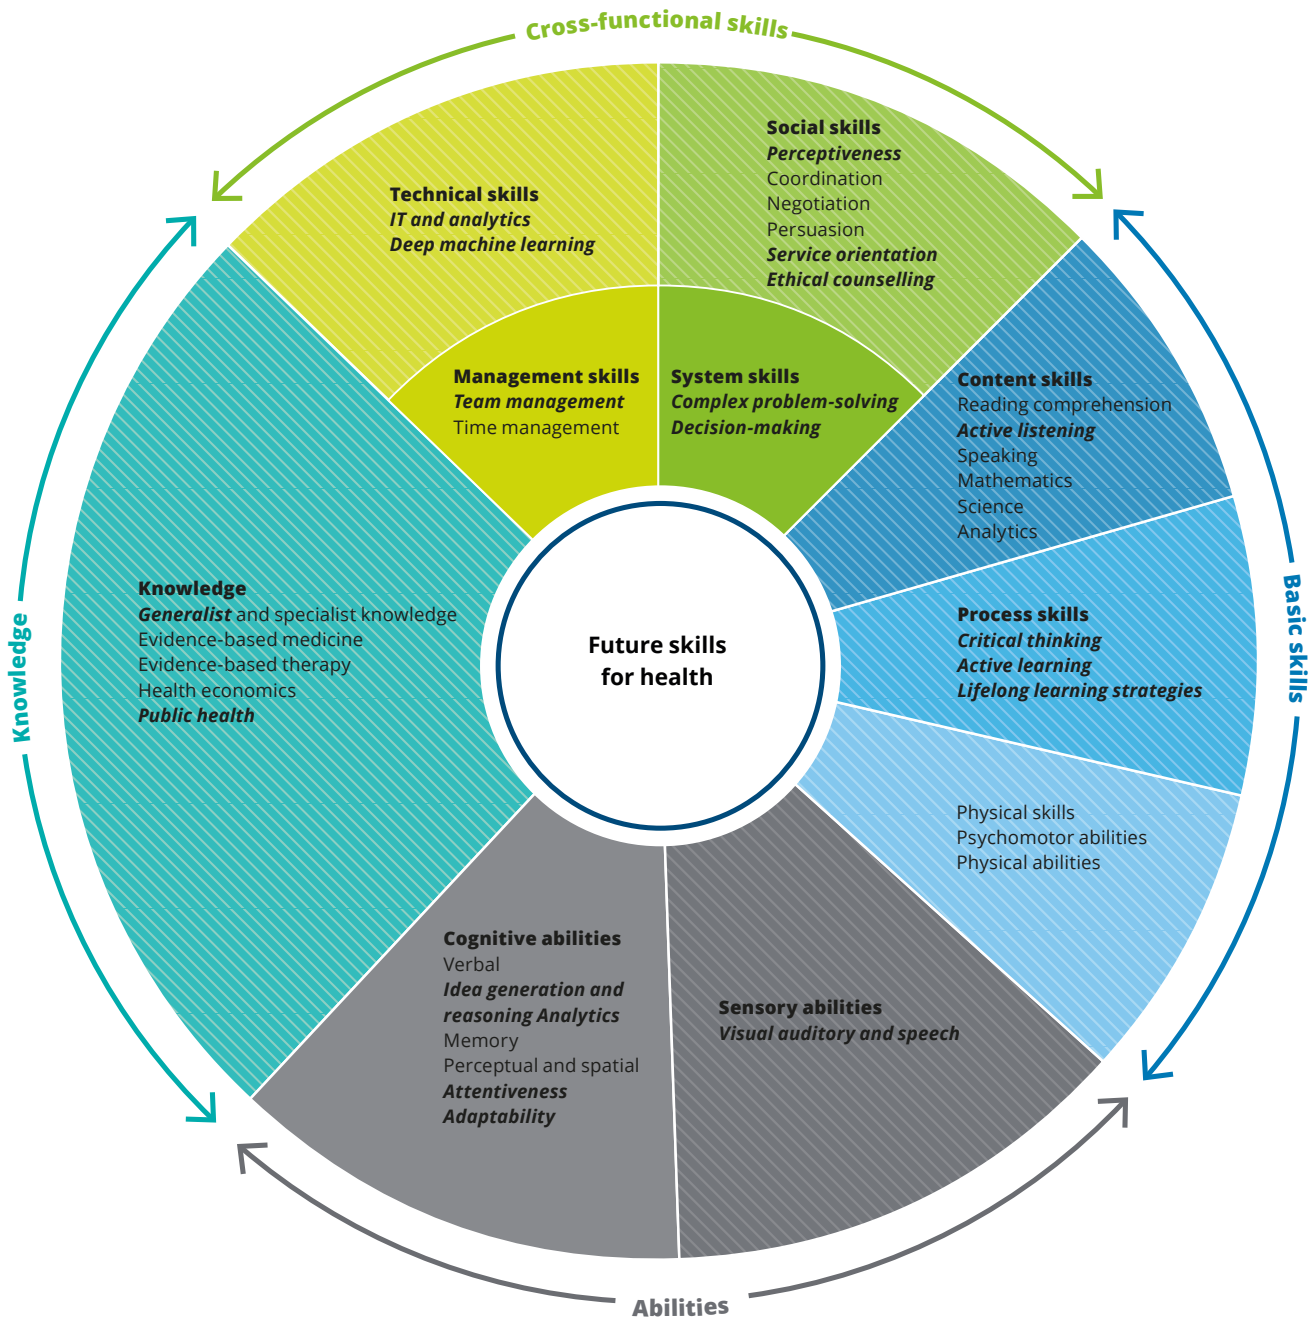 Cross-functional skills
Technical skills
IT and analytics
Deep machine learning
Social skills
Perceptiveness
Coordination
Negotiation
Persuasion
Service orientation
Ethical counselling
Management skills
Team management
Time management
System skills
Complex problem-solving
Decision-making
Basic skills
Content skills
Reading comprehension
Active listening
Speaking
Mathematics
Science
Analytics
Process skills
Critical thinking
Active learning
Lifelong learning strategies
Physical skills
Psychomotor abilities
Physical abilities
Knowledge
Knowledge
Generalist and specialist knowledge
Evidence-based medicine
Evidence-based therapy
Health economics
Public health
Future skills
for health
Cognitive abilities
Verbal
Idea generation and
reasoning Analytics
Memory
Perceptual and spatial
Attentiveness
Adaptability
Sensory abilities
Visual auditory and speech
Abilities